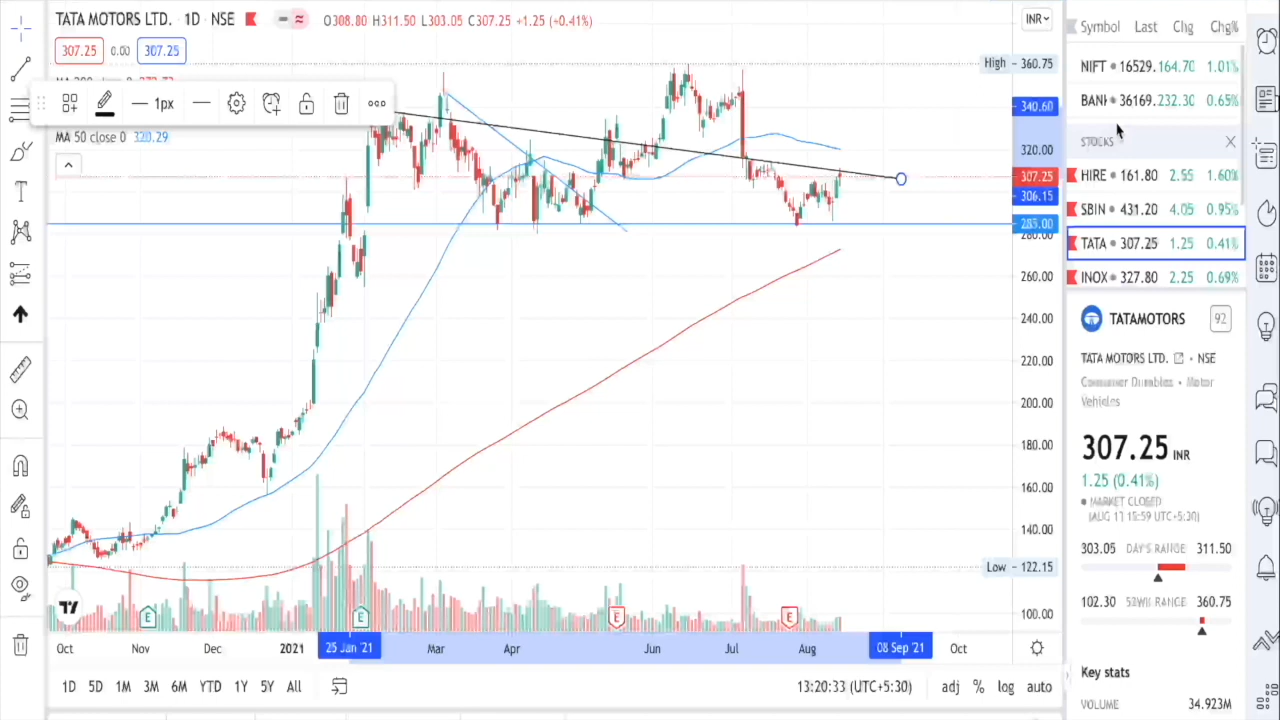 TATA MOTORS LTD. · 1D · NSE
O308.80 H311.50 L303.05 C307.25 +1.25 (+0.41%)
307.25 0.00 307.25
1px
MA 50 close 0 320.29
INR
High 360.75
340.60
320.00
307.25
306.15
285.00
280.00
260.00
240.00
220.00
200.00
180.00
160.00
140.00
Low 122.15
100.00
E E E E
Oct Nov Dec 2021 25 Jan '21 Mar Apr Jun Jul Aug 08 Sep '21 Oct
1D 5D 1M 3M 6M YTD 1Y 5Y All
13:20:33 (UTC+5:30) adj % log auto
Symbol Last Chg Chg%
NIFT 16529. 164.70 1.01%
BANK 36169. 232.30 0.65%
STOCKS
HIRE 161.80 2.55 1.60%
SBIN 431.20 4.05 0.95%
TATA 307.25 1.25 0.41%
INOX 327.80 2.25 0.69%
TATAMOTORS 92
TATA MOTORS LTD. · NSE
Consumer Durables · Motor
Vehicles
307.25 INR
1.25 (0.41%)
MARKET CLOSED
303.05 DAY'S RANGE 311.50
102.30 52WK RANGE 360.75
Key stats
VOLUME 34.923M